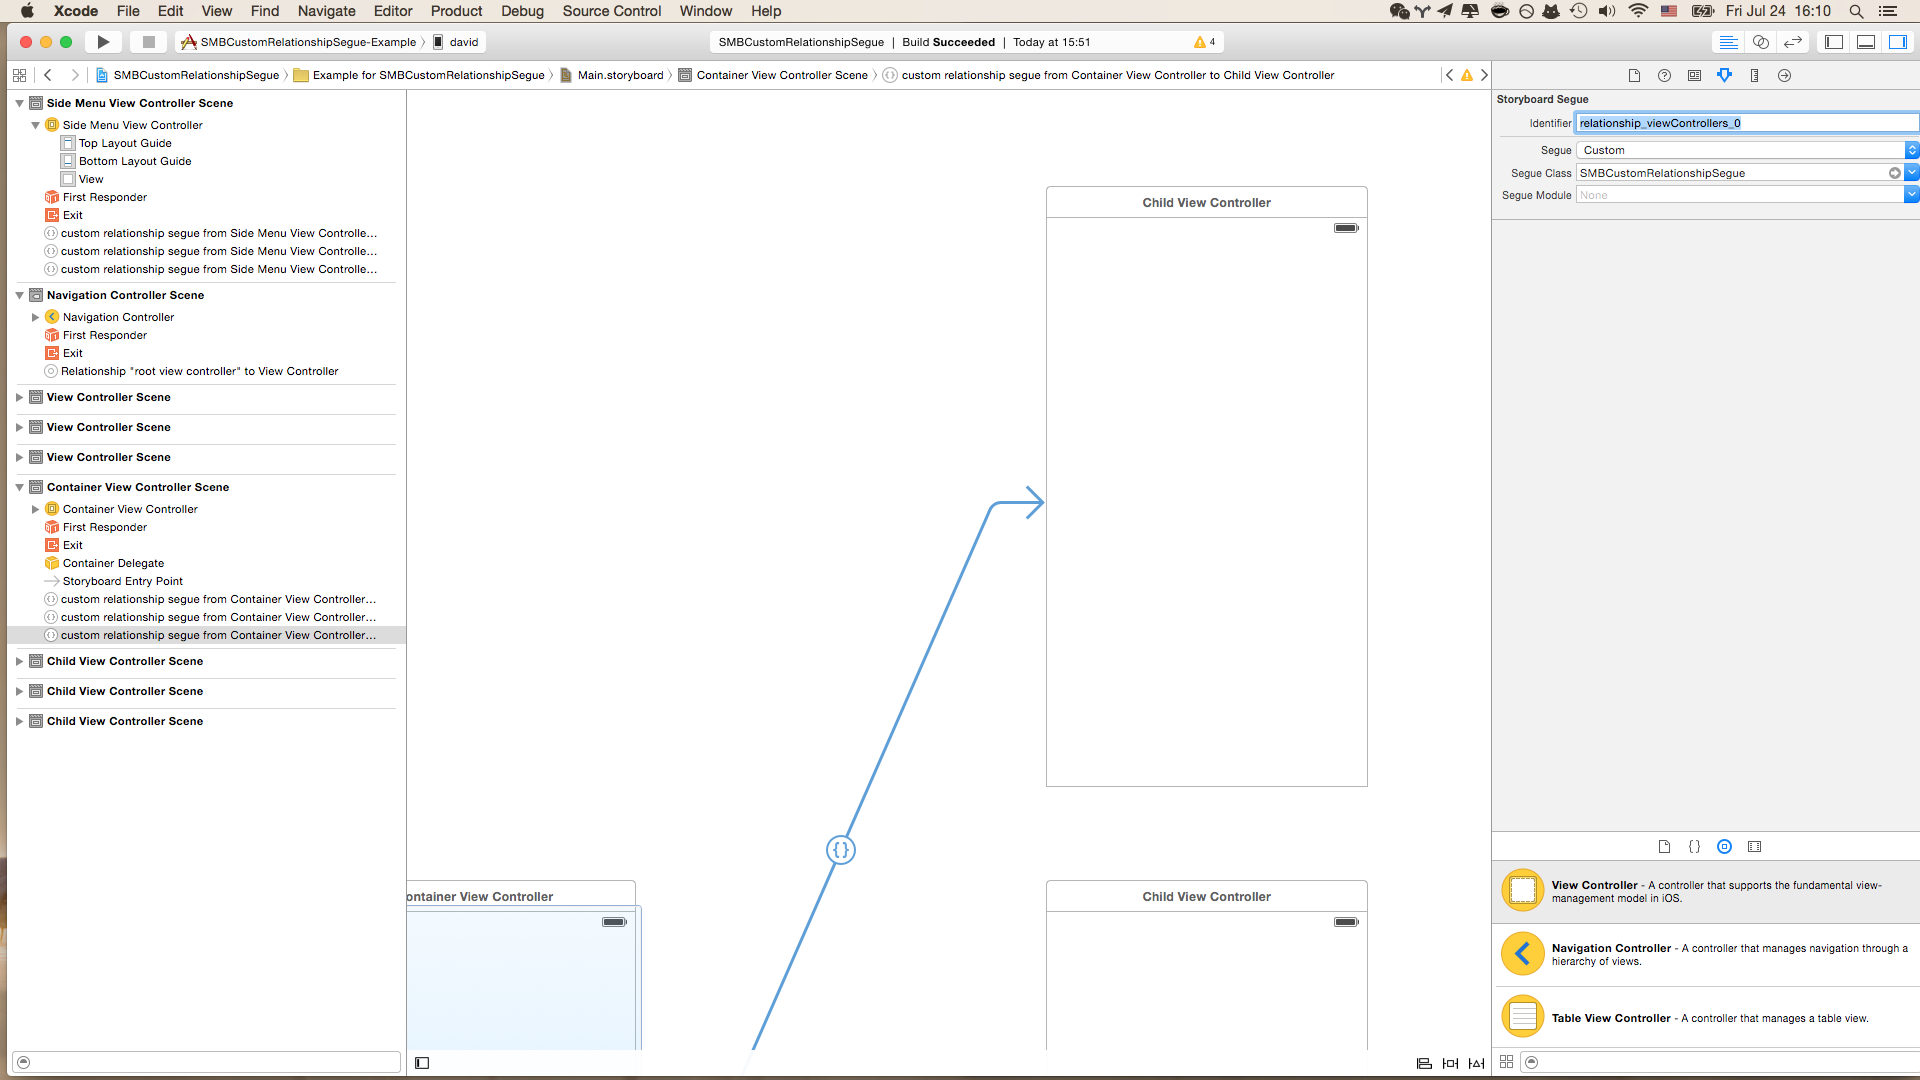 Xcode File Edit View Find Navigate Editor Product Debug Source Control Window Help Fri Jul 24 16:10
SMBCustomRelationshipSegue-Example david SMBCustomRelationshipSegue | Build Succeeded | Today at 15:51 4
SMBCustomRelationshipSegue Example for SMBCustomRelationshipSegue Main.storyboard Container View Controller Scene custom relationship segue from Container View Controller to Child View Controller
Side Menu View Controller Scene
Side Menu View Controller
Top Layout Guide
Bottom Layout Guide
View
First Responder
Exit
custom relationship segue from Side Menu View Controlle...
custom relationship segue from Side Menu View Controlle...
custom relationship segue from Side Menu View Controlle...
Navigation Controller Scene
Navigation Controller
First Responder
Exit
Relationship "root view controller" to View Controller
View Controller Scene
View Controller Scene
View Controller Scene
Container View Controller Scene
Container View Controller
First Responder
Exit
Container Delegate
Storyboard Entry Point
custom relationship segue from Container View Controller...
custom relationship segue from Container View Controller...
custom relationship segue from Container View Controller...
Child View Controller Scene
Child View Controller Scene
Child View Controller Scene
Child View Controller
{}
ontainer View Controller
Child View Controller
Storyboard Segue
Identifier relationship_viewControllers_0
Segue Custom
Segue Class SMBCustomRelationshipSegue
Segue Module None
View Controller - A controller that supports the fundamental view-
management model in iOS.
Navigation Controller - A controller that manages navigation through a
hierarchy of views.
Table View Controller - A controller that manages a table view.